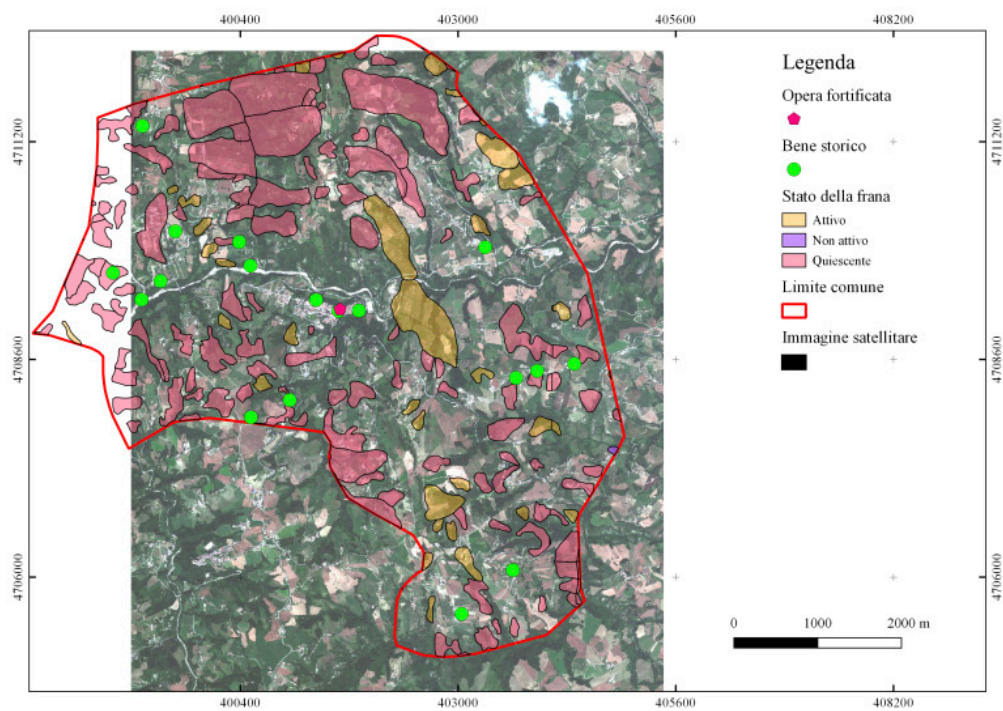 400400 403000 405600 408200
Legenda
Opera fortificata
Bene storico
Stato della frana
Attivo
Non attivo
Quiescente
Limite comune
Immagine satellitare
4711200 4711200
4708600 4708600
4706000 4706000
0 1000 2000 m
400400 403000 405600 408200